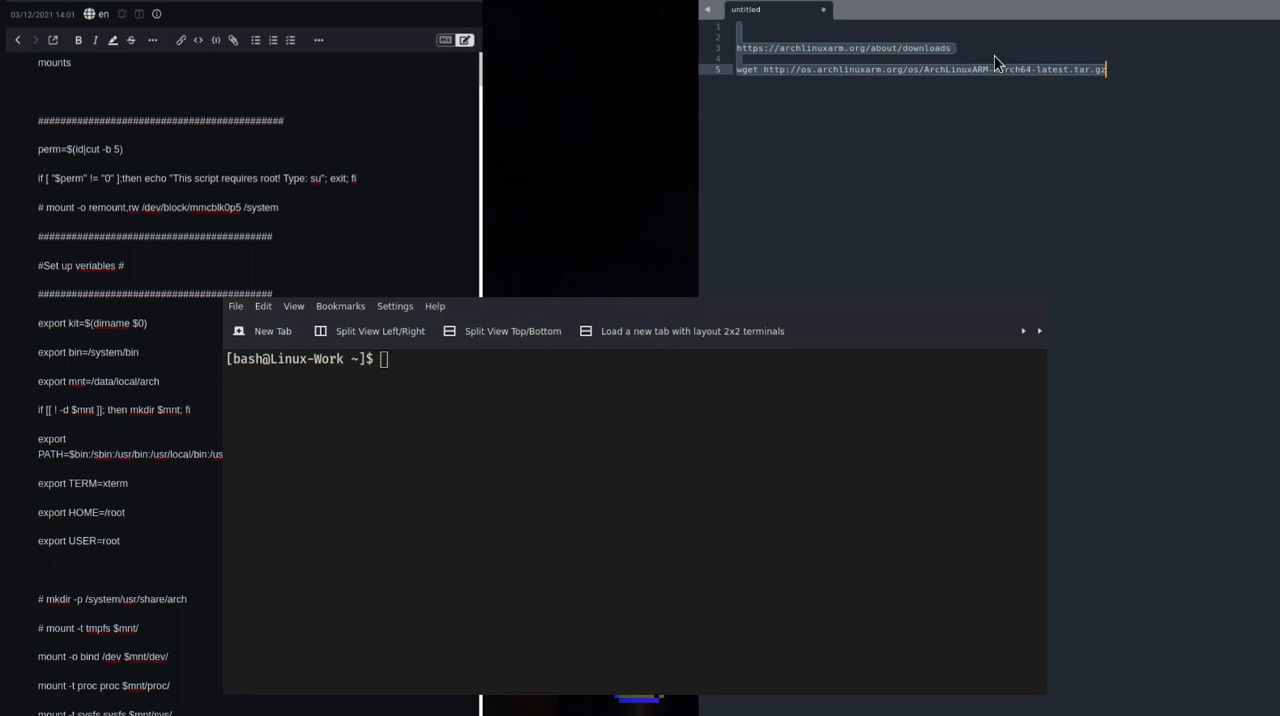 03/12/2021 14:01 en
mounts
############################################
perm=$(id|cut -b 5)
if [ "$perm" != "0" ];then echo "This script requires root! Type: su"; exit; fi
# mount -o remount,rw /dev/block/mmcblk0p5 /system
##########################################
#Set up veriables #
##########################################
export kit=$(dirname $0)
export bin=/system/bin
export mnt=/data/local/arch
if [[ ! -d $mnt ]]; then mkdir $mnt; fi
export
PATH=$bin:/sbin:/usr/bin:/usr/local/bin:/us
export TERM=xterm
export HOME=/root
export USER=root
# mkdir -p /system/usr/share/arch
# mount -t tmpfs $mnt/
mount -o bind /dev $mnt/dev/
mount -t proc proc $mnt/proc/
mount -t sysfs sysfs $mnt/sys/
untitled
1
2
3 https://archlinuxarm.org/about/downloads
4
5 wget http://os.archlinuxarm.org/os/ArchLinuxARM-arch64-latest.tar.gz
File Edit View Bookmarks Settings Help
New Tab Split View Left/Right Split View Top/Bottom Load a new tab with layout 2x2 terminals
[bash@Linux-Work ~]$